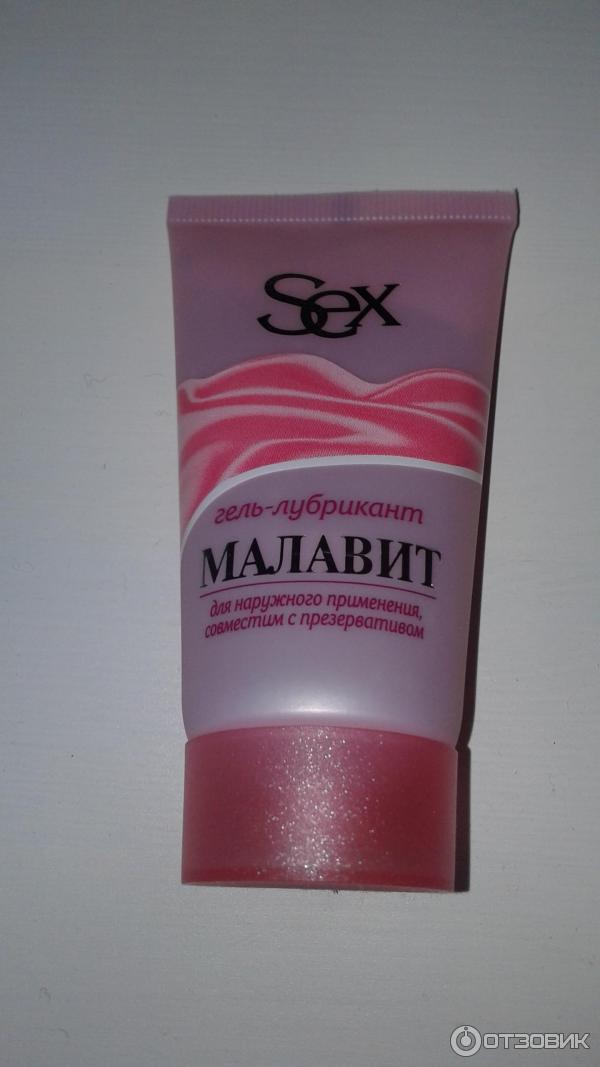 Sex
гель-лубрикант
МАЛАВИТ
для наружного применения,
совместим с презервативом
ОТЗОВИК